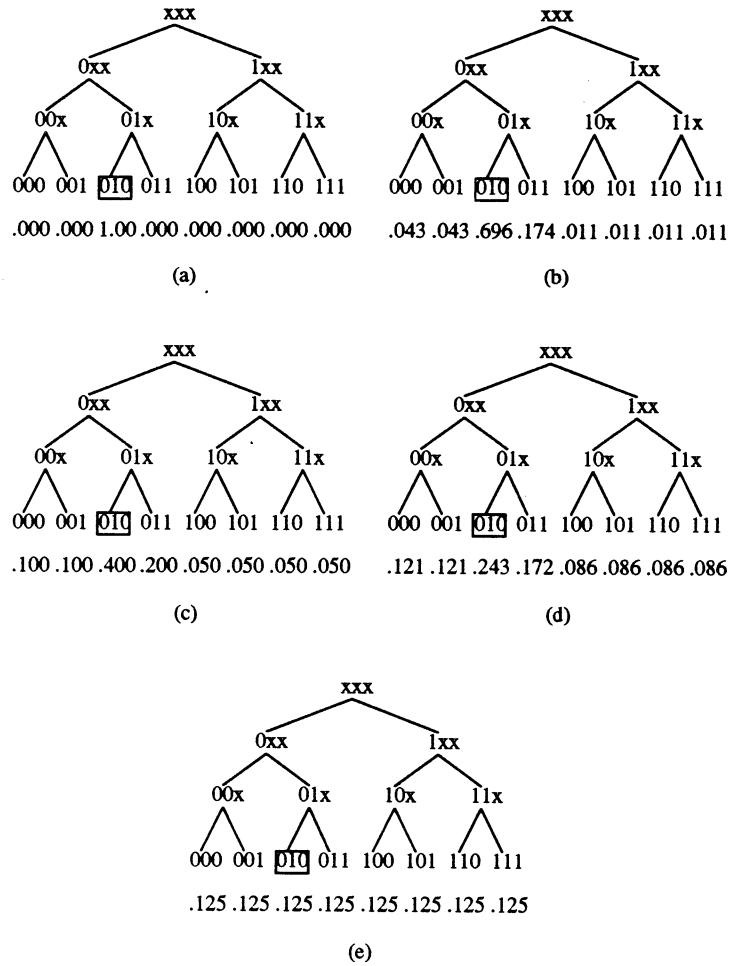 xxx
0xx 1xx
00x 01x 10x 11x
000 001 010 011 100 101 110 111
.000 .000 1.00 .000 .000 .000 .000 .000
(a)
xxx
0xx 1xx
00x 01x 10x 11x
000 001 010 011 100 101 110 111
.043 .043 .696 .174 .011 .011 .011 .011
(b)
xxx
0xx 1xx
00x 01x 10x 11x
000 001 010 011 100 101 110 111
.100 .100 .400 .200 .050 .050 .050 .050
(c)
xxx
0xx 1xx
00x 01x 10x 11x
000 001 010 011 100 101 110 111
.121 .121 .243 .172 .086 .086 .086 .086
(d)
xxx
0xx 1xx
00x 01x 10x 11x
000 001 010 011 100 101 110 111
.125 .125 .125 .125 .125 .125 .125 .125
(e)